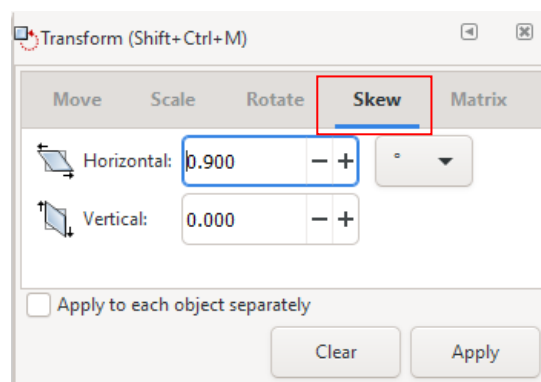 Transform (Shift+Ctrl+M)
Move Scale Rotate Skew Matrix
Horizontal: 0.900 − + °
Vertical: 0.000 − +
Apply to each object separately
Clear Apply